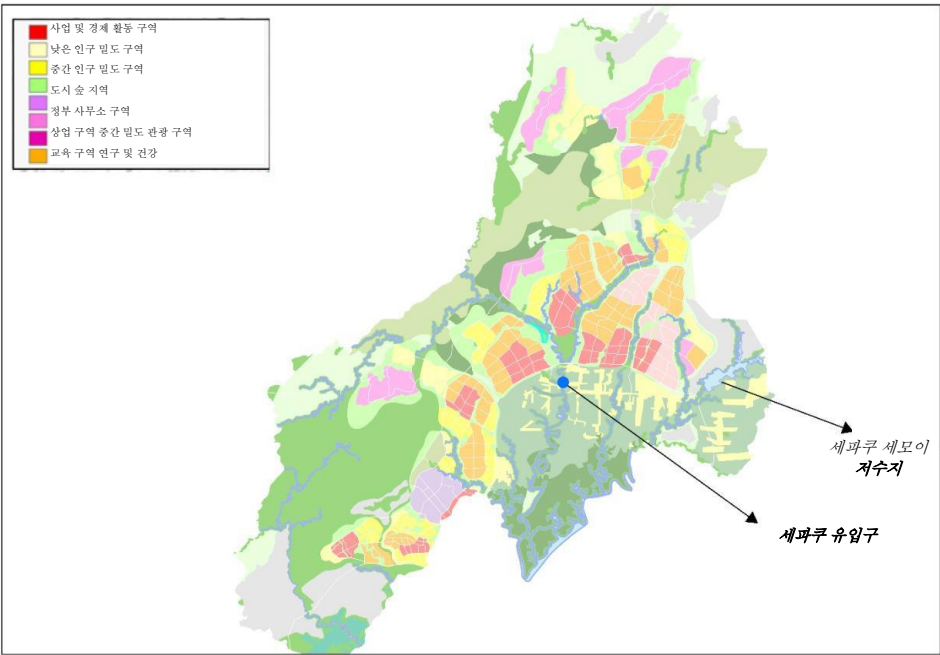 사업 및 경제 활동 구역
낮은 인구 밀도 구역
중간 인구 밀도 구역
도시 숲 지역
정부 사무소 구역
상업 구역 중간 밀도 관광 구역
교육 구역 연구 및 건강
세파쿠 세모이
저수지
세파쿠 유입구